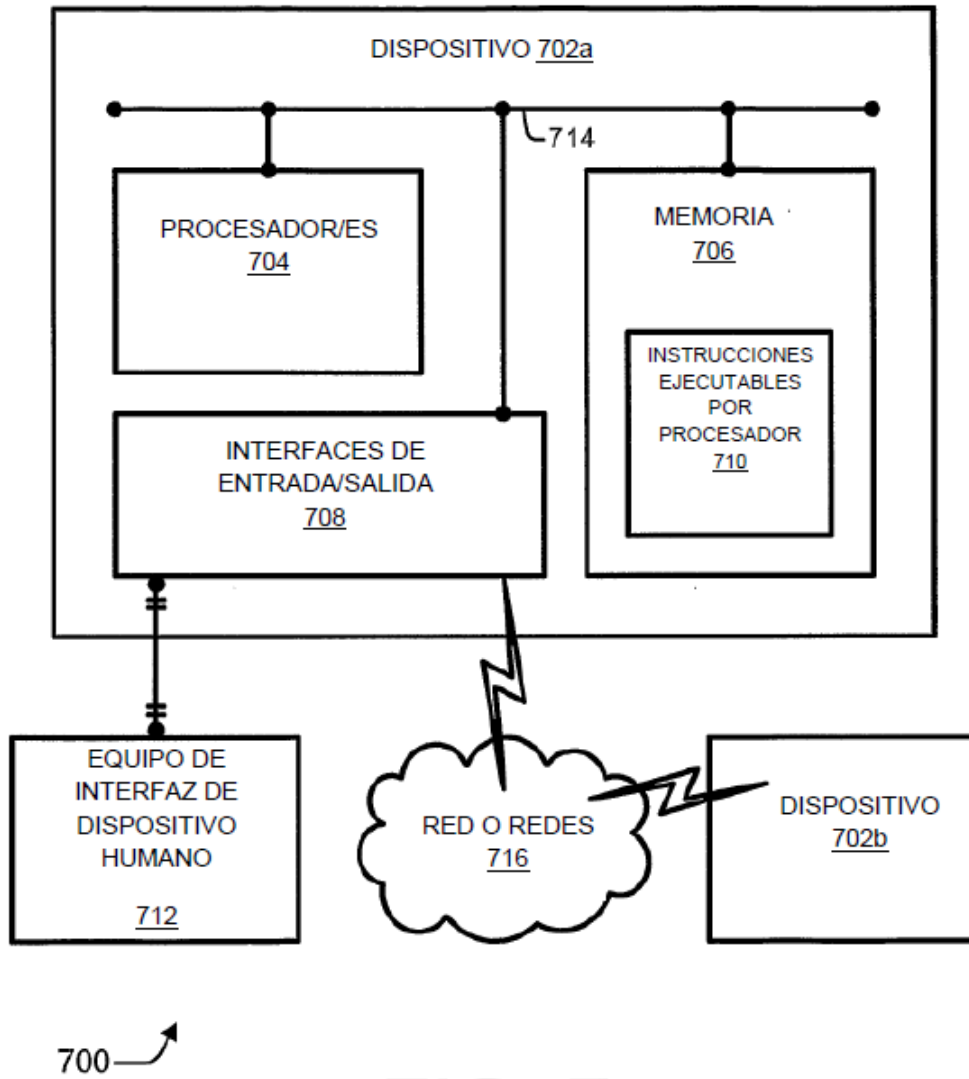 DISPOSITIVO 702a
714
PROCESADOR/ES
704
MEMORIA
706
INSTRUCCIONES
EJECUTABLES
POR
PROCESADOR
710
INTERFACES DE
ENTRADA/SALIDA
708
EQUIPO DE
INTERFAZ DE
DISPOSITIVO
HUMANO
712
RED O REDES
716
DISPOSITIVO
702b
700